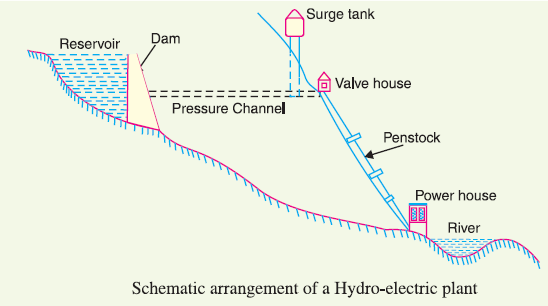 Surge tank
Reservoir
Dam
Valve house
Pressure Channel
Penstock
Power house
River
Schematic arrangement of a Hydro-electric plant